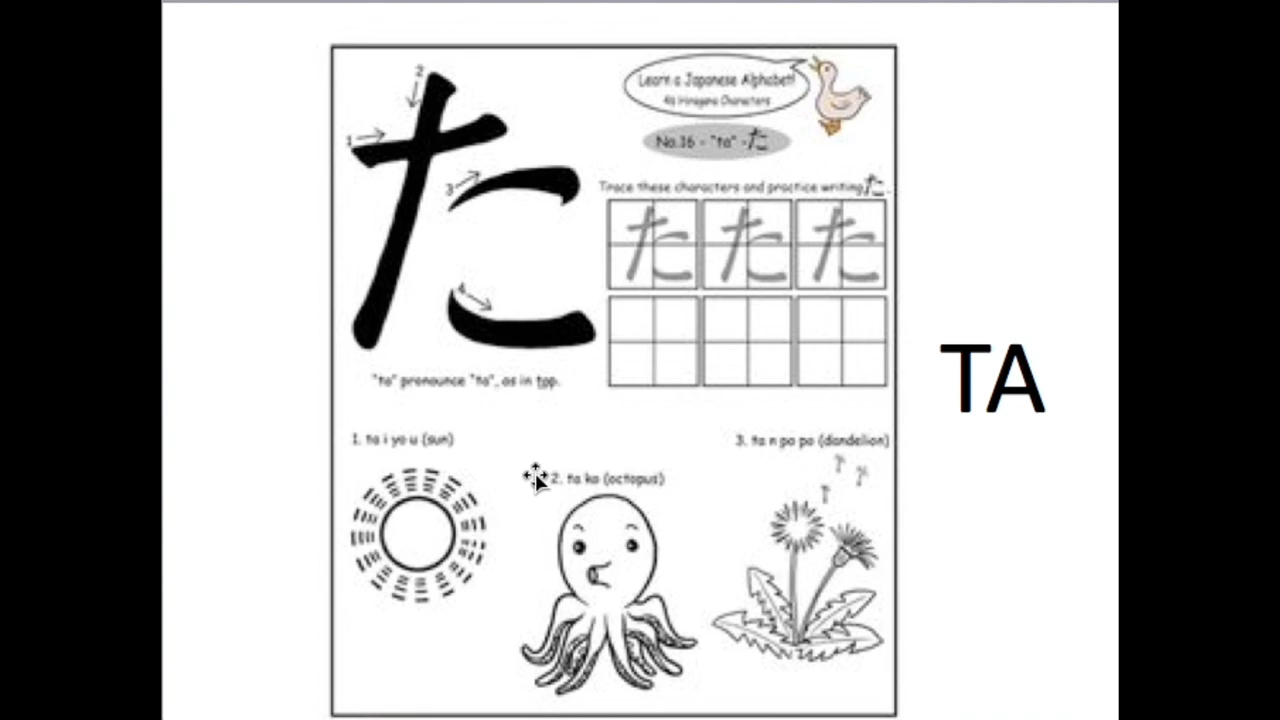 Learn a Japanese Alphabet!
46 Hiragana Characters
No.16 - "ta" -た
た
1
2
3
4
Trace these characters and practice writing た.
た た た
"ta" pronounce "ta", as in top.
TA
1. ta i yo u (sun)
2. ta ko (octopus)
3. ta n po po (dandelion)